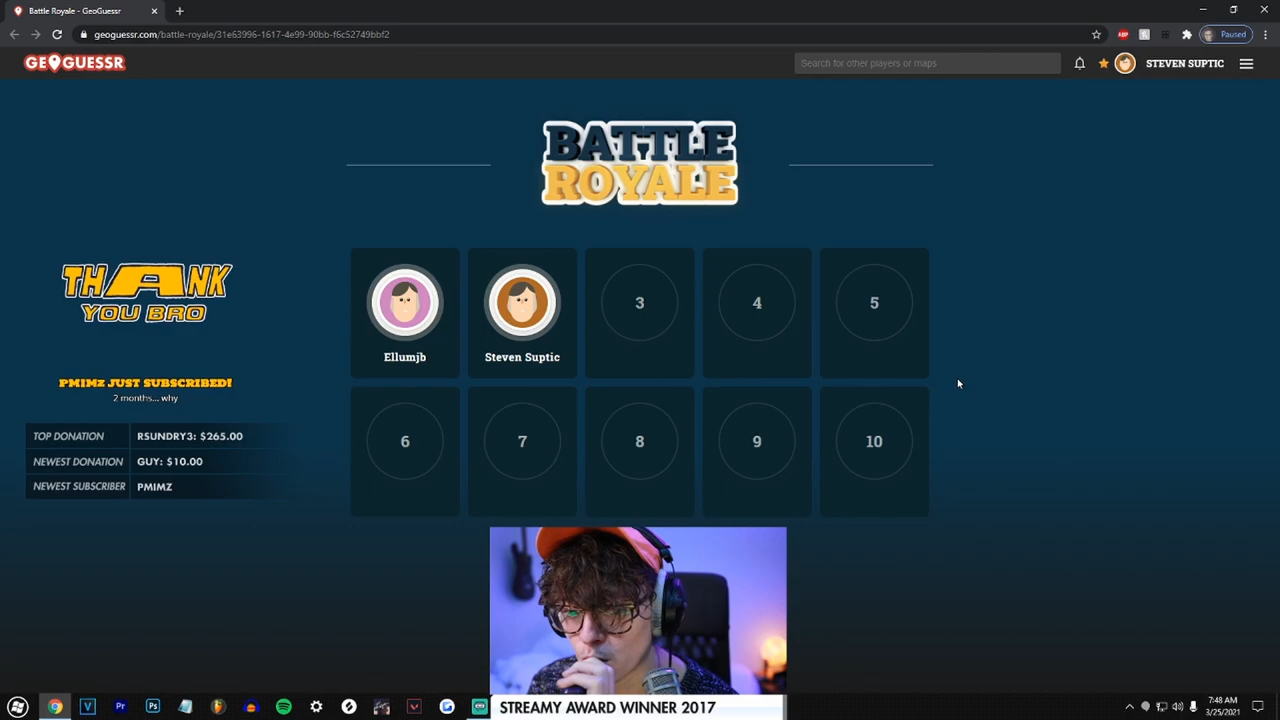 Battle Royale - GeoGuessr
geoguessr.com/battle-royale/31e63996-1617-4e99-90bb-f6c52749bbf2
ABP
Paused
GEOGUESSR
Search for other players or maps
STEVEN SUPTIC
BATTLE
ROYALE
THANK
YOU BRO
Ellumjb
Steven Suptic
3
4
5
PMIMZ JUST SUBSCRIBED!
2 months... why
TOP DONATION RSUNDRY3: $265.00
NEWEST DONATION GUY: $10.00
NEWEST SUBSCRIBER PMIMZ
6
7
8
9
10
STREAMY AWARD WINNER 2017
V
Pr
Ps
7:48 AM
3/25/2021